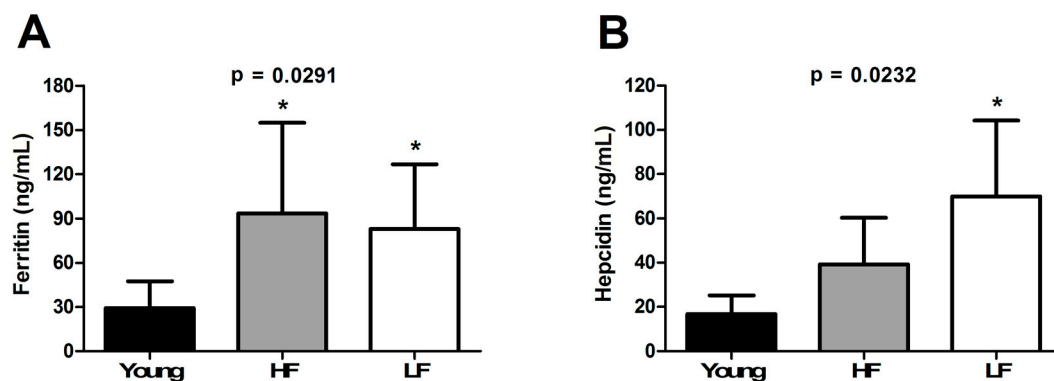 A
p = 0.0291
Ferritin (ng/mL)
180
150
120
90
60
30
0
*
*
Young HF LF
B
p = 0.0232
Hepcidin (ng/mL)
120
100
80
60
40
20
0
*
Young HF LF